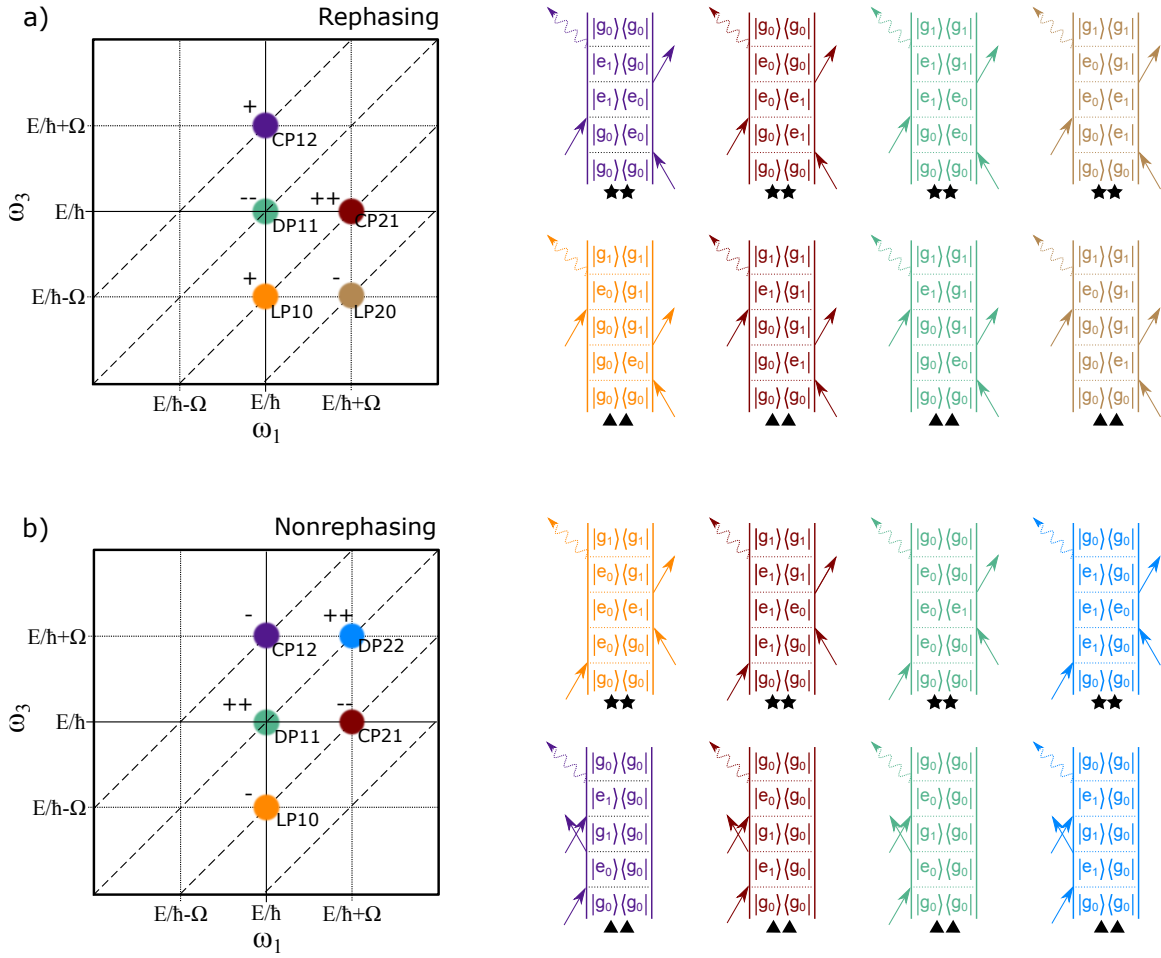 a)
Rephasing
+
E/ħ+Ω
CP12
-- ++
ω₃
E/ħ
DP11 CP21
+ -
E/ħ-Ω
LP10 LP20
E/ħ-Ω E/ħ E/ħ+Ω
ω₁
|g₀⟩⟨g₀| |g₀⟩⟨g₀| |g₁⟩⟨g₁| |g₁⟩⟨g₁|
|e₁⟩⟨g₀| |e₀⟩⟨g₀| |e₁⟩⟨g₁| |e₀⟩⟨g₁|
|e₁⟩⟨e₀| |e₀⟩⟨e₁| |e₁⟩⟨e₀| |e₀⟩⟨e₁|
|g₀⟩⟨e₀| |g₀⟩⟨e₁| |g₀⟩⟨e₀| |g₀⟩⟨e₁|
|g₀⟩⟨g₀| |g₀⟩⟨g₀| |g₀⟩⟨g₀| |g₀⟩⟨g₀|
|g₁⟩⟨g₁| |g₁⟩⟨g₁| |g₁⟩⟨g₁| |g₁⟩⟨g₁|
|e₀⟩⟨g₁| |e₁⟩⟨g₁| |e₁⟩⟨g₁| |e₀⟩⟨g₁|
|g₀⟩⟨g₁| |g₀⟩⟨g₁| |g₀⟩⟨g₁| |g₀⟩⟨g₁|
|g₀⟩⟨e₀| |g₀⟩⟨e₁| |g₀⟩⟨e₀| |g₀⟩⟨e₁|
|g₀⟩⟨g₀| |g₀⟩⟨g₀| |g₀⟩⟨g₀| |g₀⟩⟨g₀|
b)
Nonrephasing
- ++
E/ħ+Ω
CP12 DP22
++ --
ω₃
E/ħ
DP11 CP21
-
E/ħ-Ω
LP10
E/ħ-Ω E/ħ E/ħ+Ω
ω₁
|g₁⟩⟨g₁| |g₁⟩⟨g₁| |g₀⟩⟨g₀| |g₀⟩⟨g₀|
|e₀⟩⟨g₁| |e₁⟩⟨g₁| |e₀⟩⟨g₀| |e₁⟩⟨g₀|
|e₀⟩⟨e₁| |e₁⟩⟨e₀| |e₀⟩⟨e₁| |e₁⟩⟨e₀|
|e₀⟩⟨g₀| |e₁⟩⟨g₀| |e₀⟩⟨g₀| |e₁⟩⟨g₀|
|g₀⟩⟨g₀| |g₀⟩⟨g₀| |g₀⟩⟨g₀| |g₀⟩⟨g₀|
|g₀⟩⟨g₀| |g₀⟩⟨g₀| |g₀⟩⟨g₀| |g₀⟩⟨g₀|
|e₁⟩⟨g₀| |e₀⟩⟨g₀| |e₀⟩⟨g₀| |e₁⟩⟨g₀|
|g₁⟩⟨g₀| |g₁⟩⟨g₀| |g₁⟩⟨g₀| |g₁⟩⟨g₀|
|e₀⟩⟨g₀| |e₁⟩⟨g₀| |e₀⟩⟨g₀| |e₁⟩⟨g₀|
|g₀⟩⟨g₀| |g₀⟩⟨g₀| |g₀⟩⟨g₀| |g₀⟩⟨g₀|